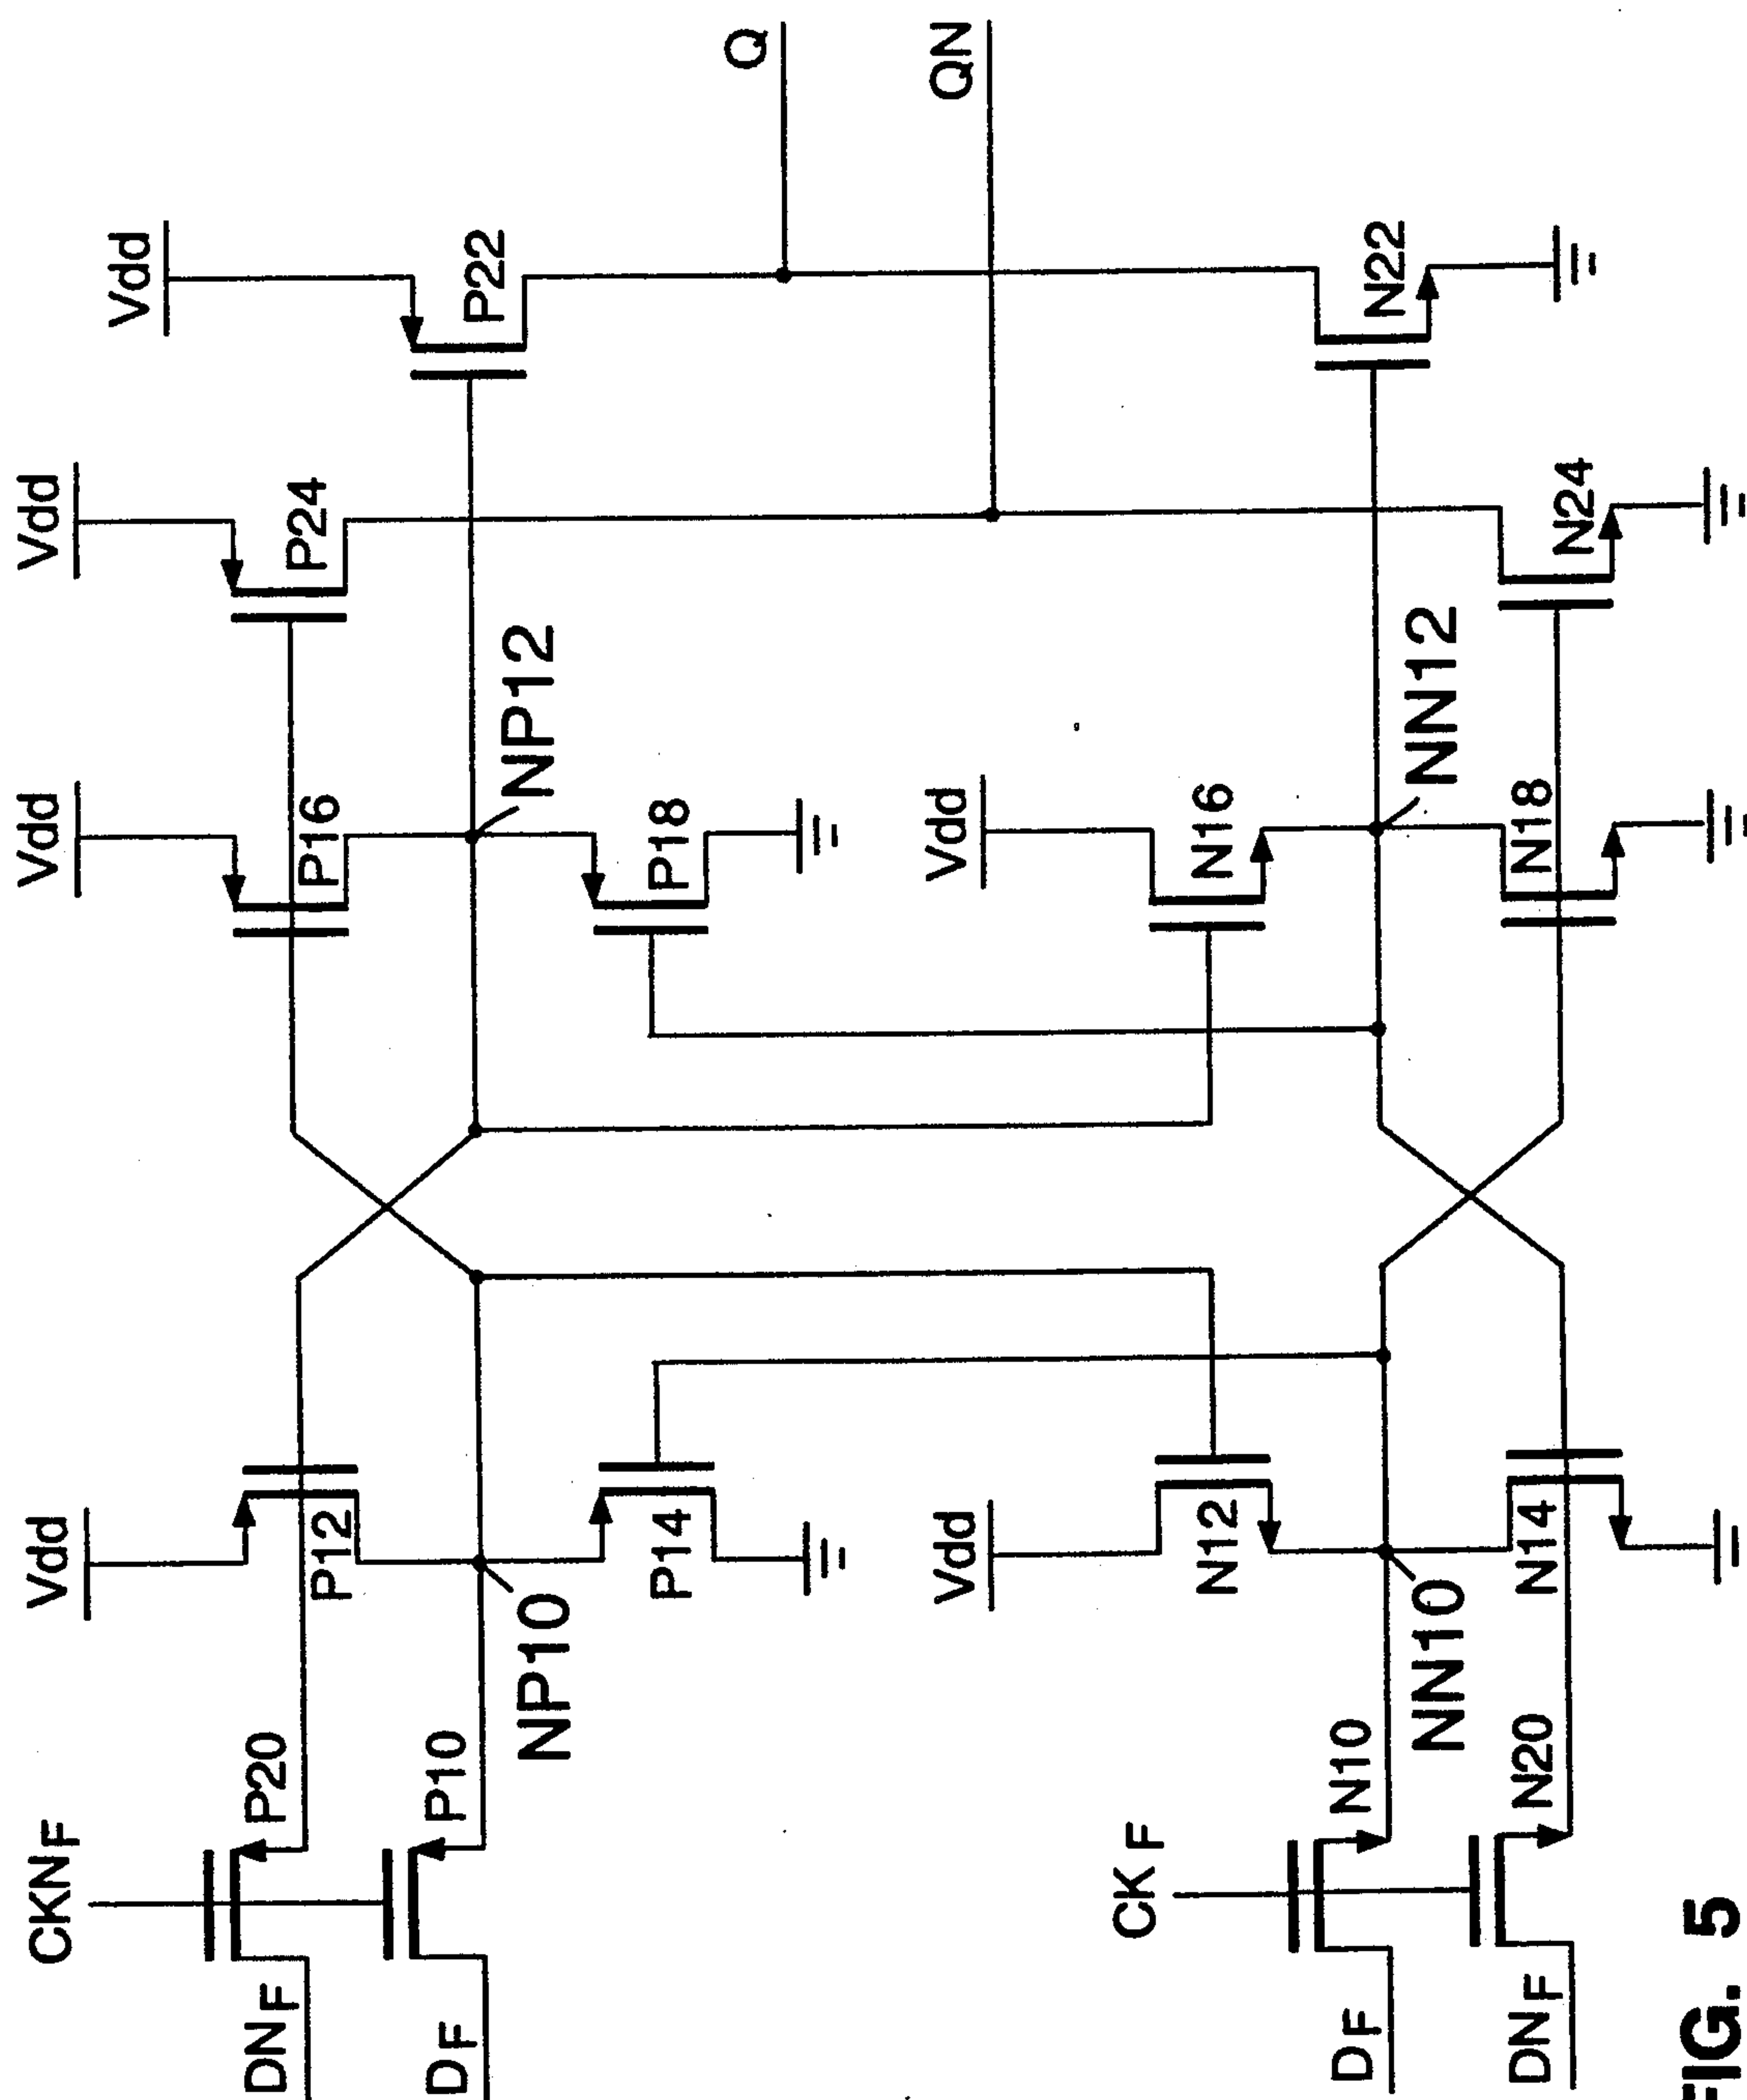 Vdd
Vdd
Vdd
Vdd
Q
QN
CKNF
P20
P12
P16
P24
P22
DNF
P10
NP10
NP12
DF
P14
P18
Vdd
Vdd
CKF
N12
N16
N10
NN10
NN12
N22
DF
N20
N14
N18
N24
DNF
FIG. 5